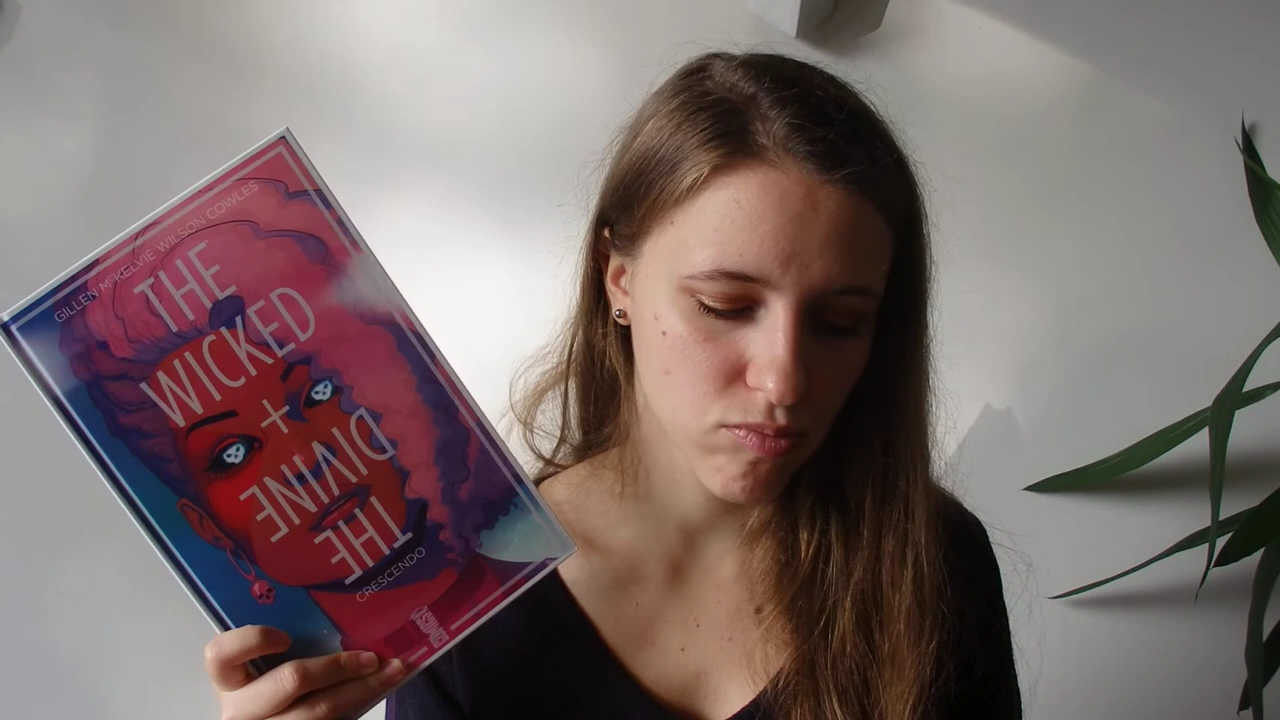 GILLEN McKELVIE WILSON COWLES
THE
WICKED
+
DIVINE
THE
CRESCENDO